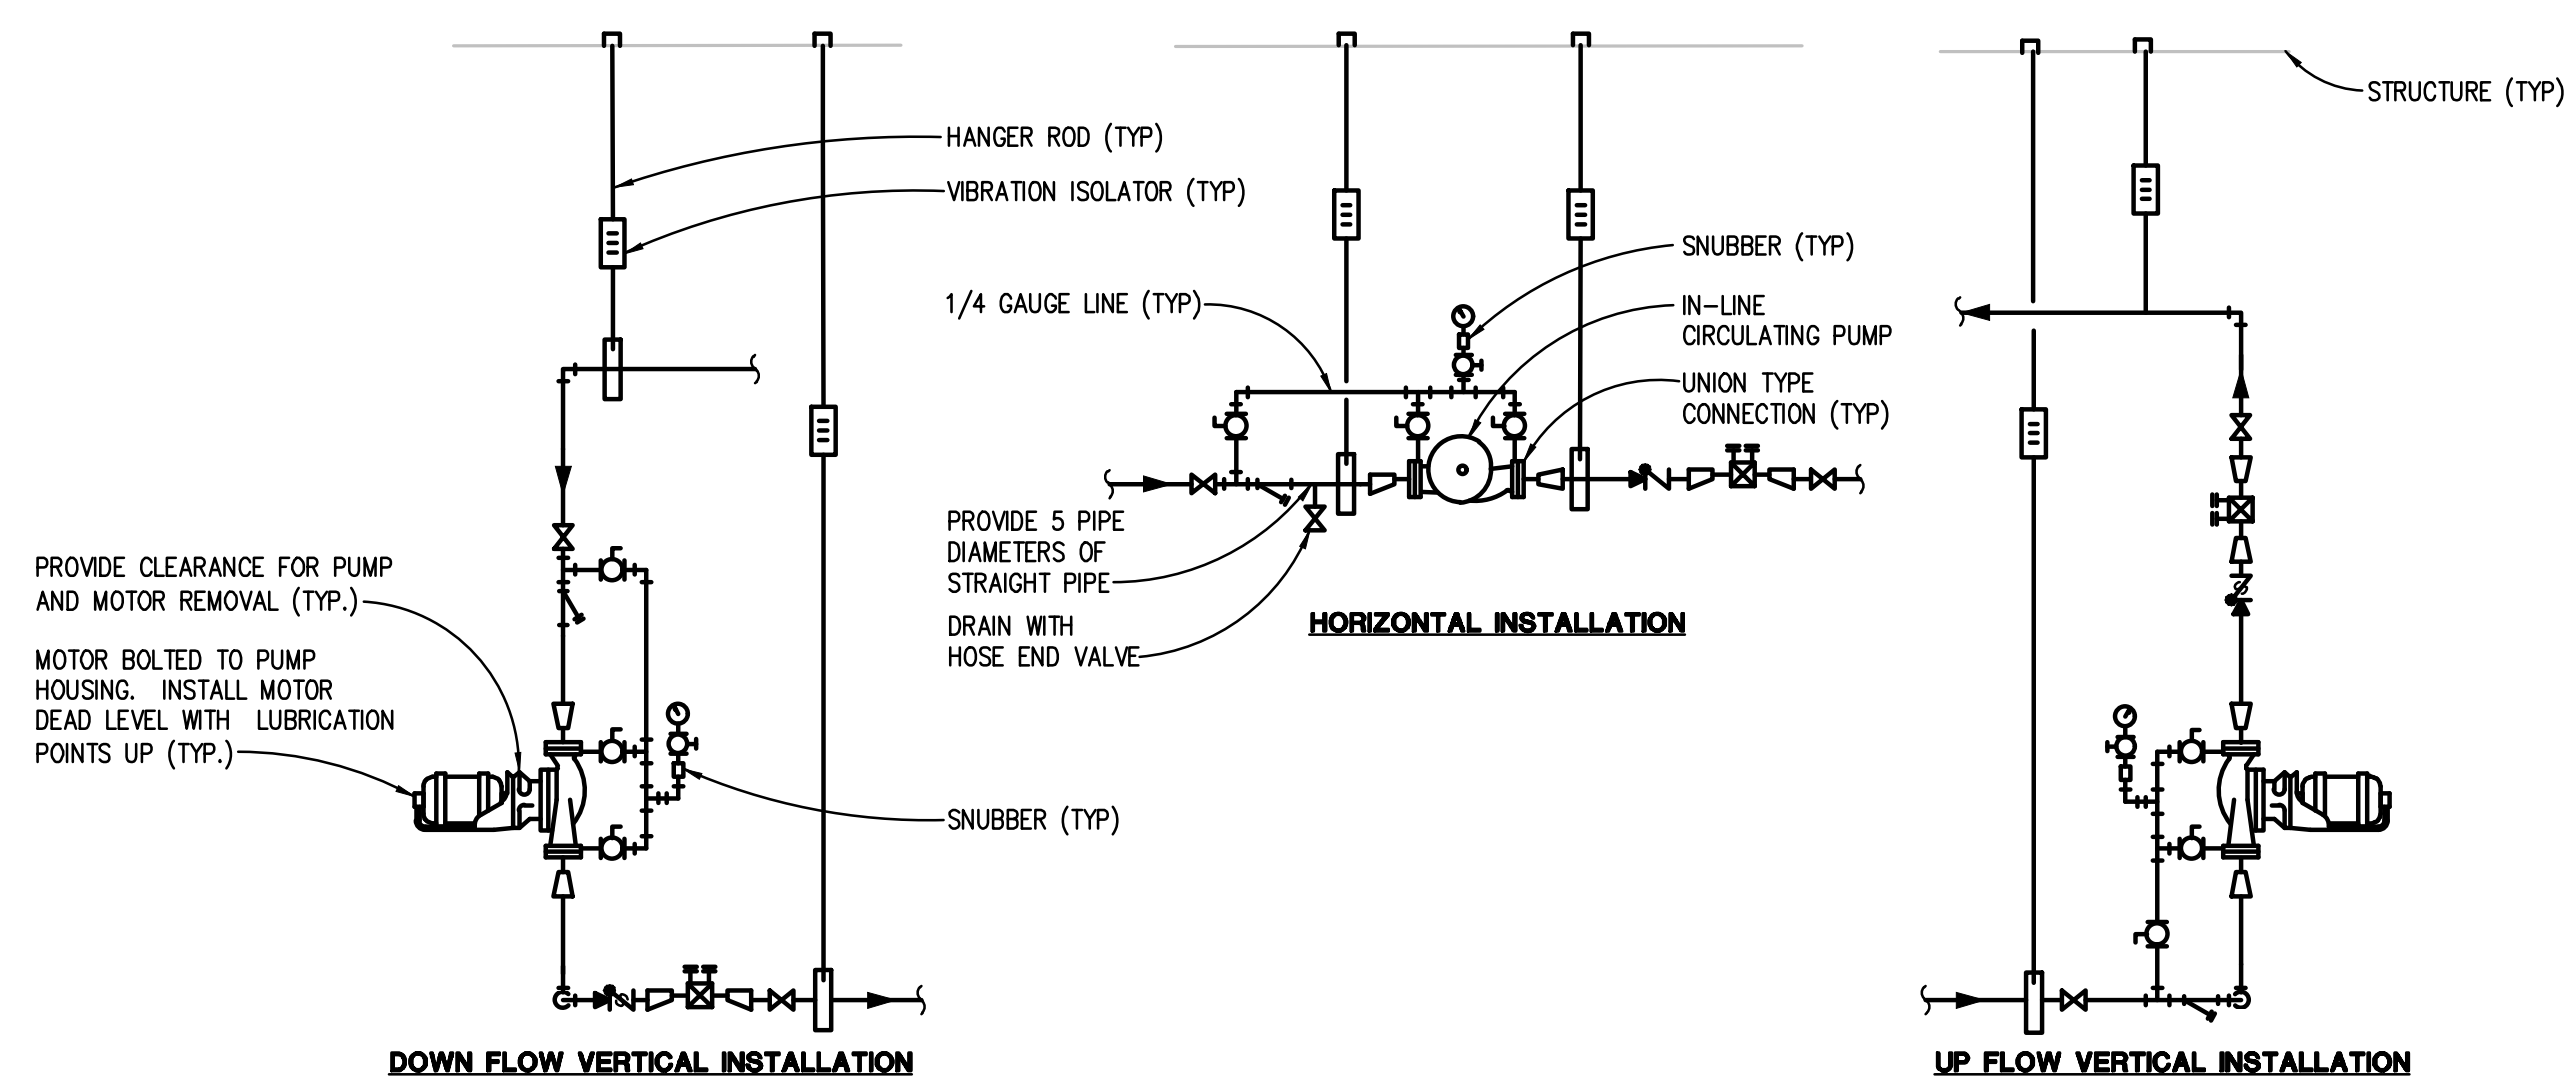 STRUCTURE (TYP)
HANGER ROD (TYP)
VIBRATION ISOLATOR (TYP)
SNUBBER (TYP)
1/4 GAUGE LINE (TYP)
IN-LINE
CIRCULATING PUMP
UNION TYPE
CONNECTION (TYP)
PROVIDE 5 PIPE
DIAMETERS OF
STRAIGHT PIPE
DRAIN WITH
HOSE END VALVE
HORIZONTAL INSTALLATION
PROVIDE CLEARANCE FOR PUMP
AND MOTOR REMOVAL (TYP.)
MOTOR BOLTED TO PUMP
HOUSING. INSTALL MOTOR
DEAD LEVEL WITH LUBRICATION
POINTS UP (TYP.)
SNUBBER (TYP)
DOWN FLOW VERTICAL INSTALLATION
UP FLOW VERTICAL INSTALLATION